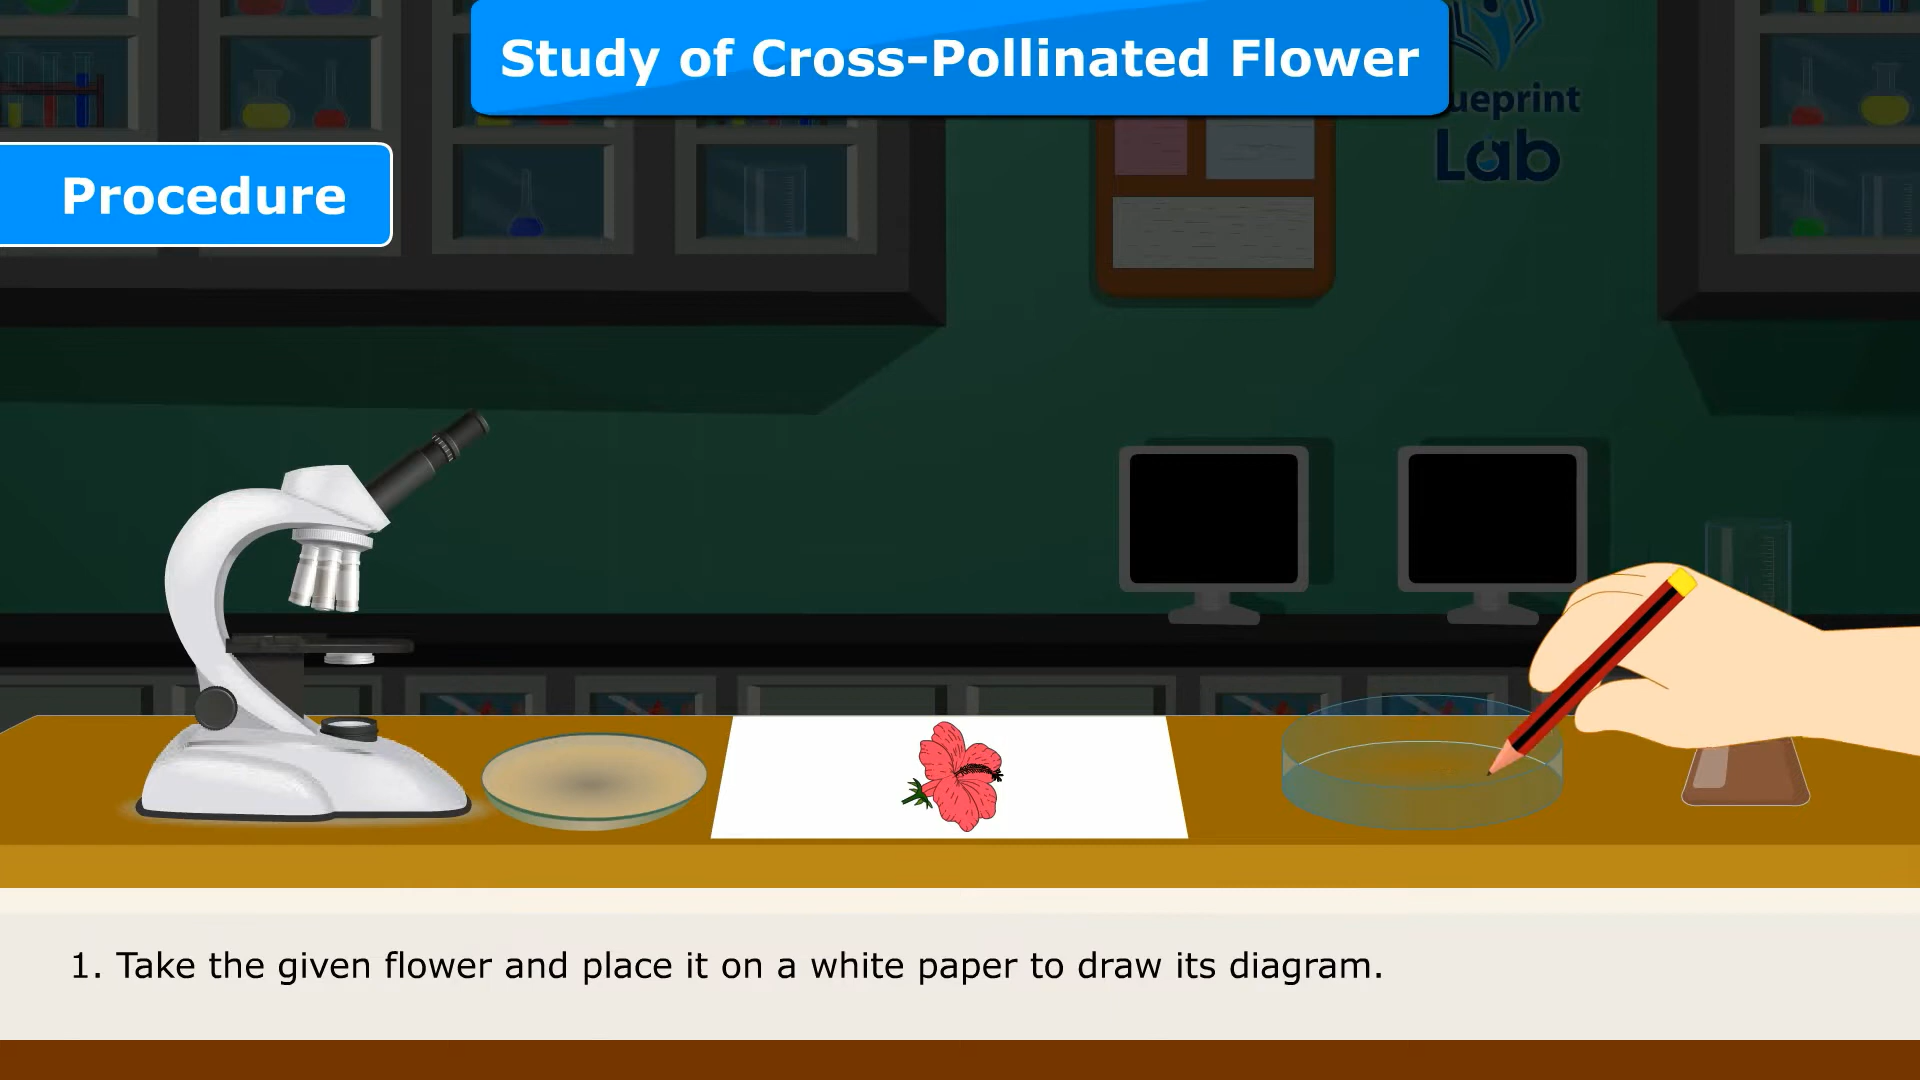 Study of Cross-Pollinated Flower
ueprint
Lab
Procedure
1. Take the given flower and place it on a white paper to draw its diagram.